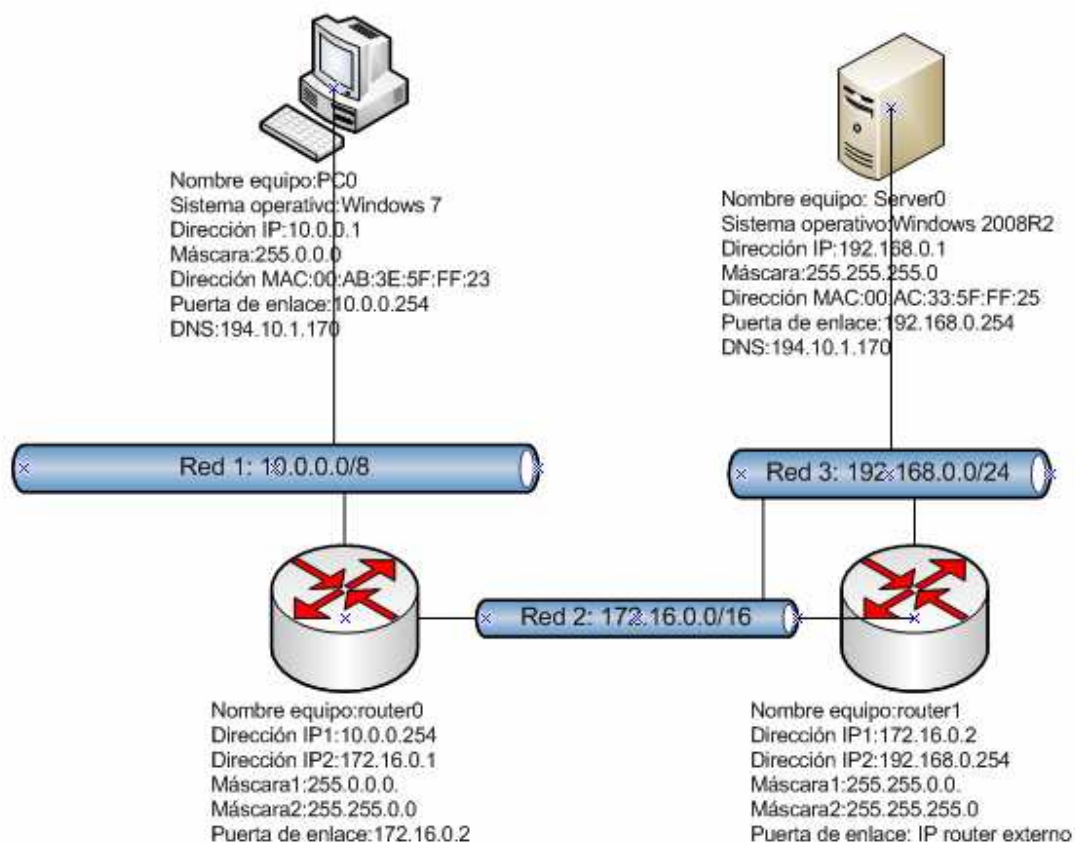 Nombre equipo:PC0
Sistema operativo:Windows 7
Dirección IP:10.0.0.1
Máscara:255.0.0.0
Dirección MAC:00:AB:3E:5F:FF:23
Puerta de enlace:10.0.0.254
DNS:194.10.1.170
Nombre equipo: Server0
Sistema operativo:Windows 2008R2
Dirección IP:192.168.0.1
Máscara:255.255.255.0
Dirección MAC:00:AC:33:5F:FF:25
Puerta de enlace:192.168.0.254
DNS:194.10.1.170
Red 1: 10.0.0.0/8
Red 3: 192.168.0.0/24
Red 2: 172.16.0.0/16
Nombre equipo:router0
Dirección IP1:10.0.0.254
Dirección IP2:172.16.0.1
Máscara1:255.0.0.0.
Máscara2:255.255.0.0
Puerta de enlace:172.16.0.2
Nombre equipo:router1
Dirección IP1:172.16.0.2
Dirección IP2:192.168.0.254
Máscara1:255.255.0.0.
Máscara2:255.255.255.0
Puerta de enlace: IP router externo